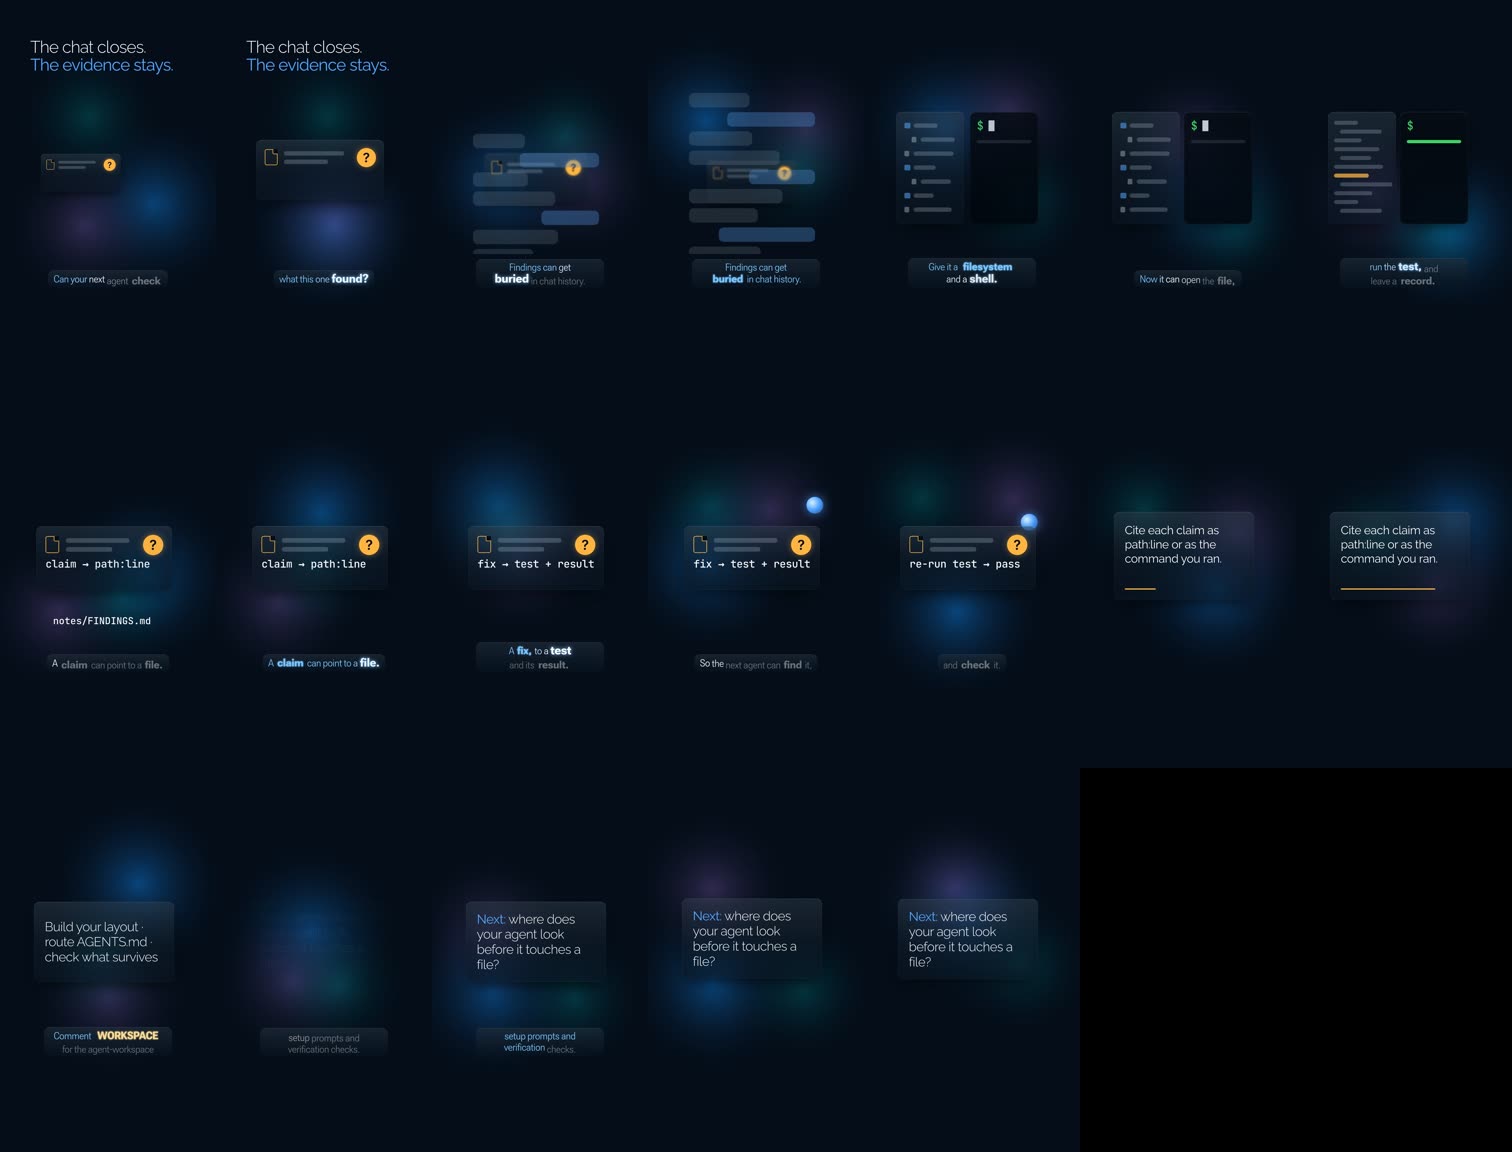 The chat closes.
The evidence stays.
?
Can your next agent check
The chat closes.
The evidence stays.
?
what this one found?
?
Findings can get
buried in chat history.
?
Findings can get
buried in chat history.
$
Give it a filesystem
and a shell.
$
Now it can open the file,
$
run the test, and
leave a record.
?
claim → path:line
notes/FINDINGS.md
A claim can point to a file.
?
claim → path:line
A claim can point to a file.
?
fix → test + result
A fix, to a test
and its result.
?
fix → test + result
So the next agent can find it,
?
re-run test → pass
and check it.
Cite each claim as
path:line or as the
command you ran.
Cite each claim as
path:line or as the
command you ran.
Build your layout ·
route AGENTS.md ·
check what survives
Comment WORKSPACE
for the agent-workspace
setup prompts and
verification checks.
Next: where does
your agent look
before it touches a
file?
setup prompts and
verification checks.
Next: where does
your agent look
before it touches a
file?
Next: where does
your agent look
before it touches a
file?